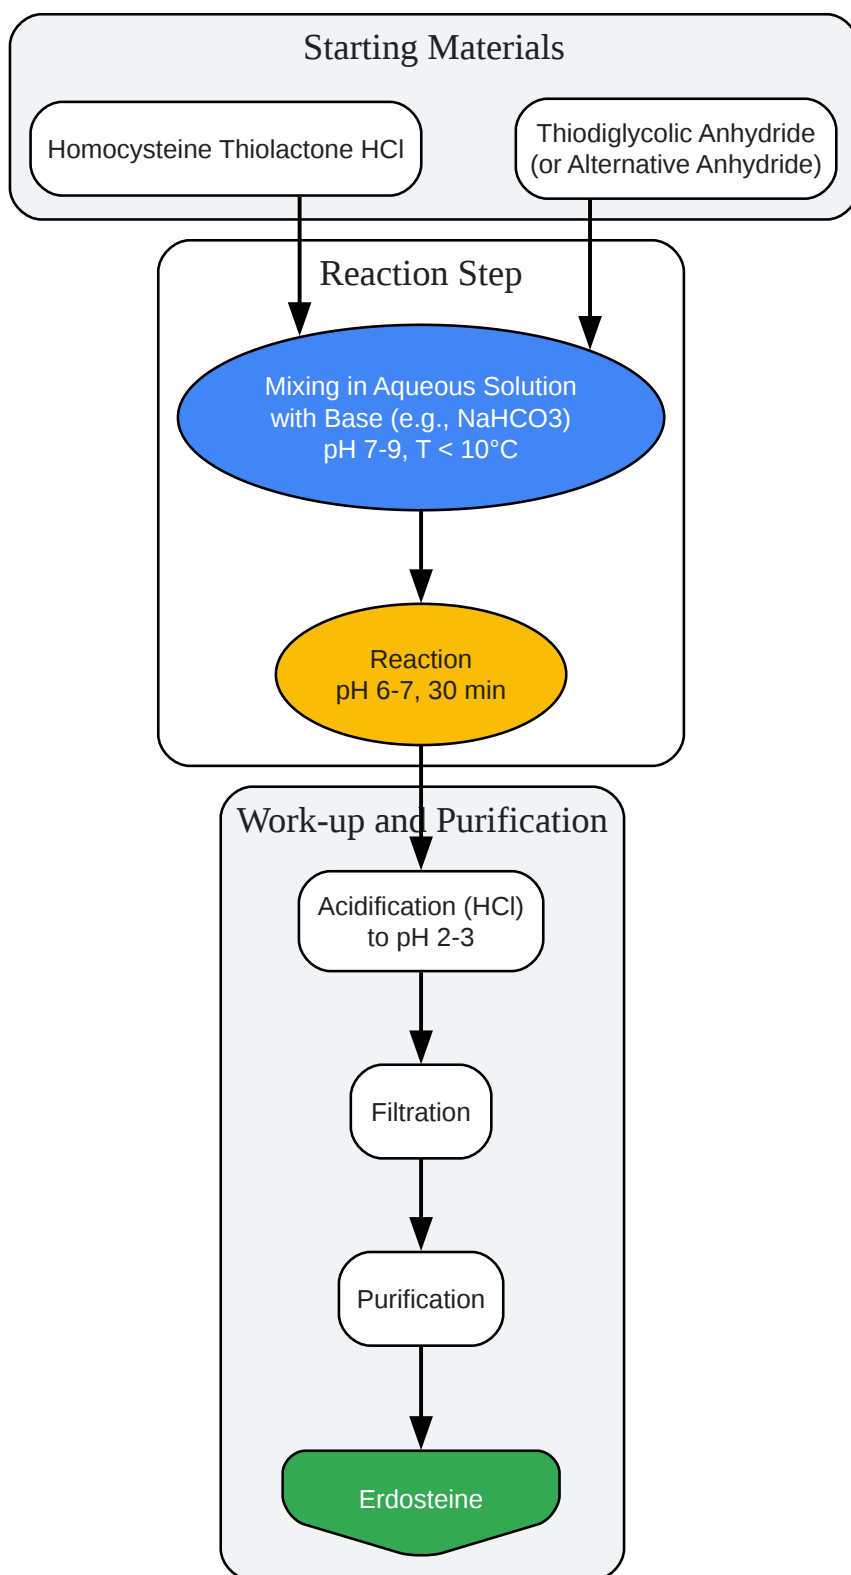 Starting Materials
Homocysteine Thiolactone HCl
Thiodiglycolic Anhydride
(or Alternative Anhydride)
Reaction Step
Mixing in Aqueous Solution
with Base (e.g., NaHCO3)
pH 7-9, T < 10°C
Reaction
pH 6-7, 30 min
Work-up and Purification
Acidification (HCl)
to pH 2-3
Filtration
Purification
Erdosteine